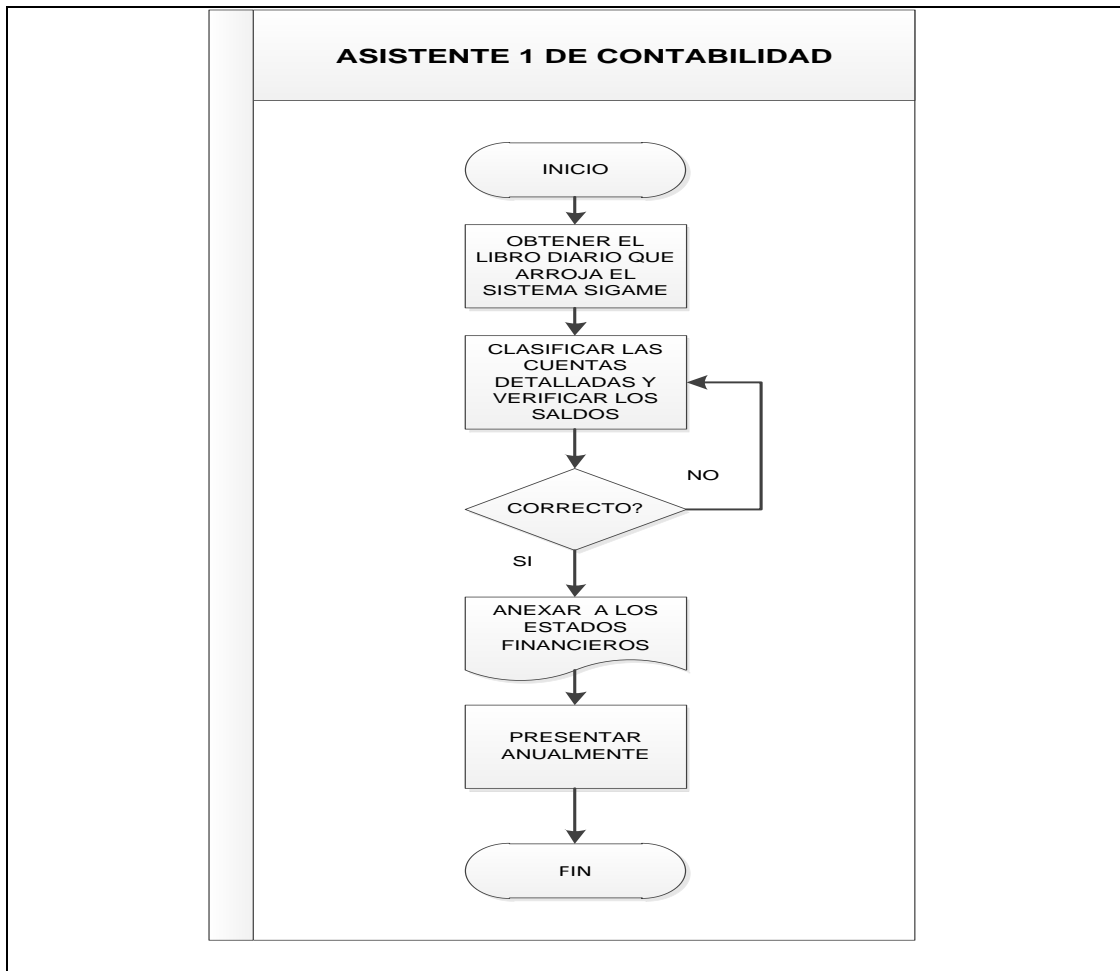 ASISTENTE 1 DE CONTABILIDAD
INICIO
OBTENER EL
LIBRO DIARIO QUE
ARROJA EL
SISTEMA SIGAME
CLASIFICAR LAS
CUENTAS
DETALLADAS Y
VERIFICAR LOS
SALDOS
NO
CORRECTO?
SI
ANEXAR A LOS
ESTADOS
FINANCIEROS
PRESENTAR
ANUALMENTE
FIN